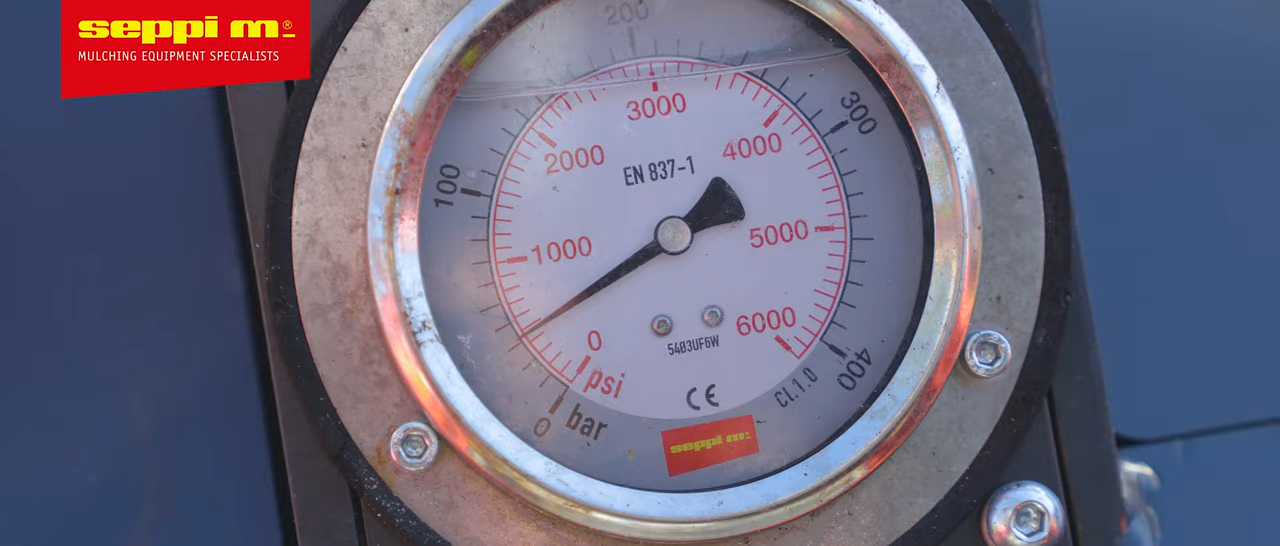 seppi m.®
MULCHING EQUIPMENT SPECIALISTS
200
3000
300
2000
4000
EN 837-1
100
1000
5000
0
6000
psi
5403UF6W
400
0
bar
CE
CL.1.0
seppi m.